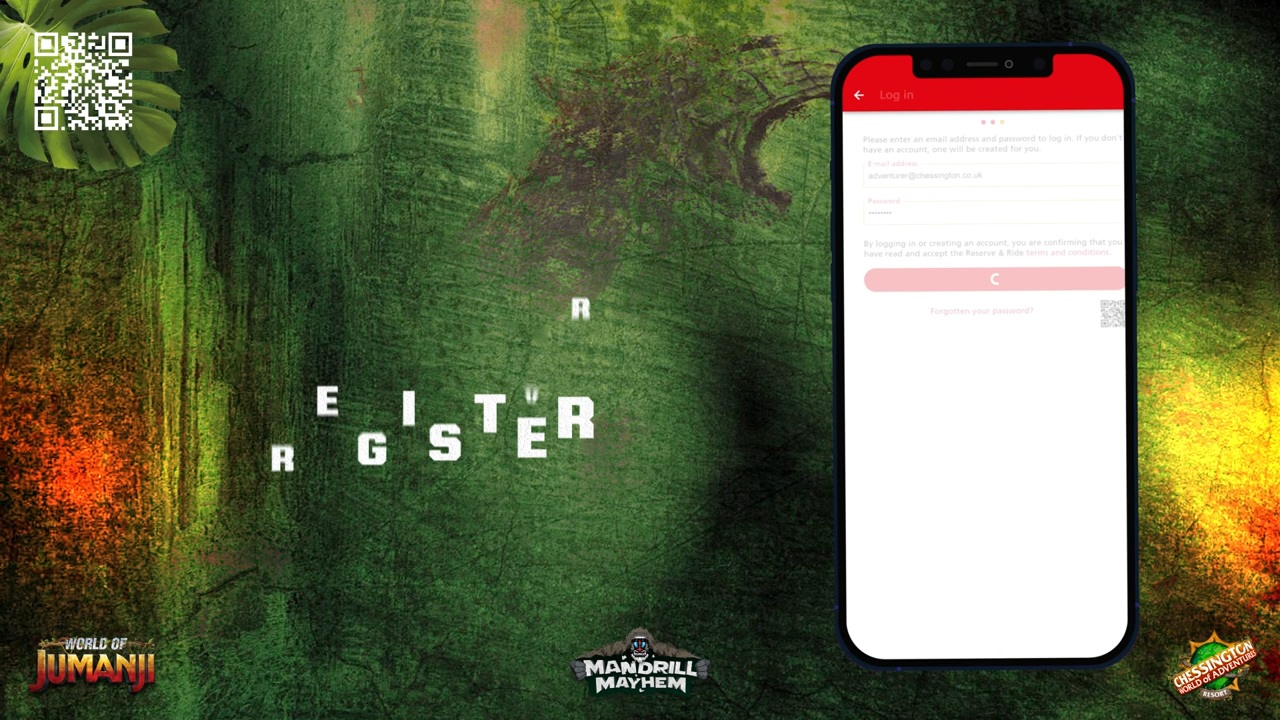 R
U
REGISTER
Log in
Please enter an email address and password to log in. If you don't
have an account, one will be created for you.
E-mail address
adventurer@chessington.co.uk
Password
By logging in or creating an account, you are confirming that you
have read and accept the Reserve & Ride terms and conditions.
Forgotten your password?
WORLD OF
JUMANJI
MANDRILL
MAYHEM
CHESSINGTON
WORLD OF ADVENTURES
RESORT